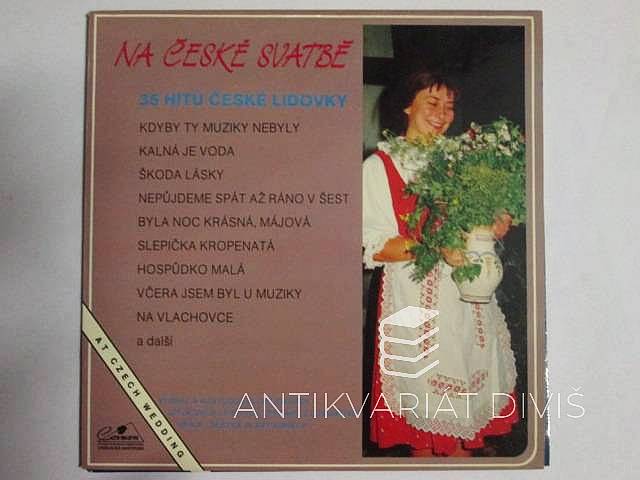 NA ČESKÉ SVATBĚ
35 HITŮ ČESKÉ LIDOVKY
KDYBY TY MUZIKY NEBYLY
KALNÁ JE VODA
ŠKODA LÁSKY
NEPŮJDEME SPÁT AŽ RÁNO V ŠEST
BYLA NOC KRÁSNÁ, MÁJOVÁ
SLEPIČKA KROPENATÁ
HOSPŮDKO MALÁ
VČERA JSEM BYL U MUZIKY
NA VLACHOVCE
a další
AT CZECH WEDDING
ANTIKVARIÁT DIVIŠ